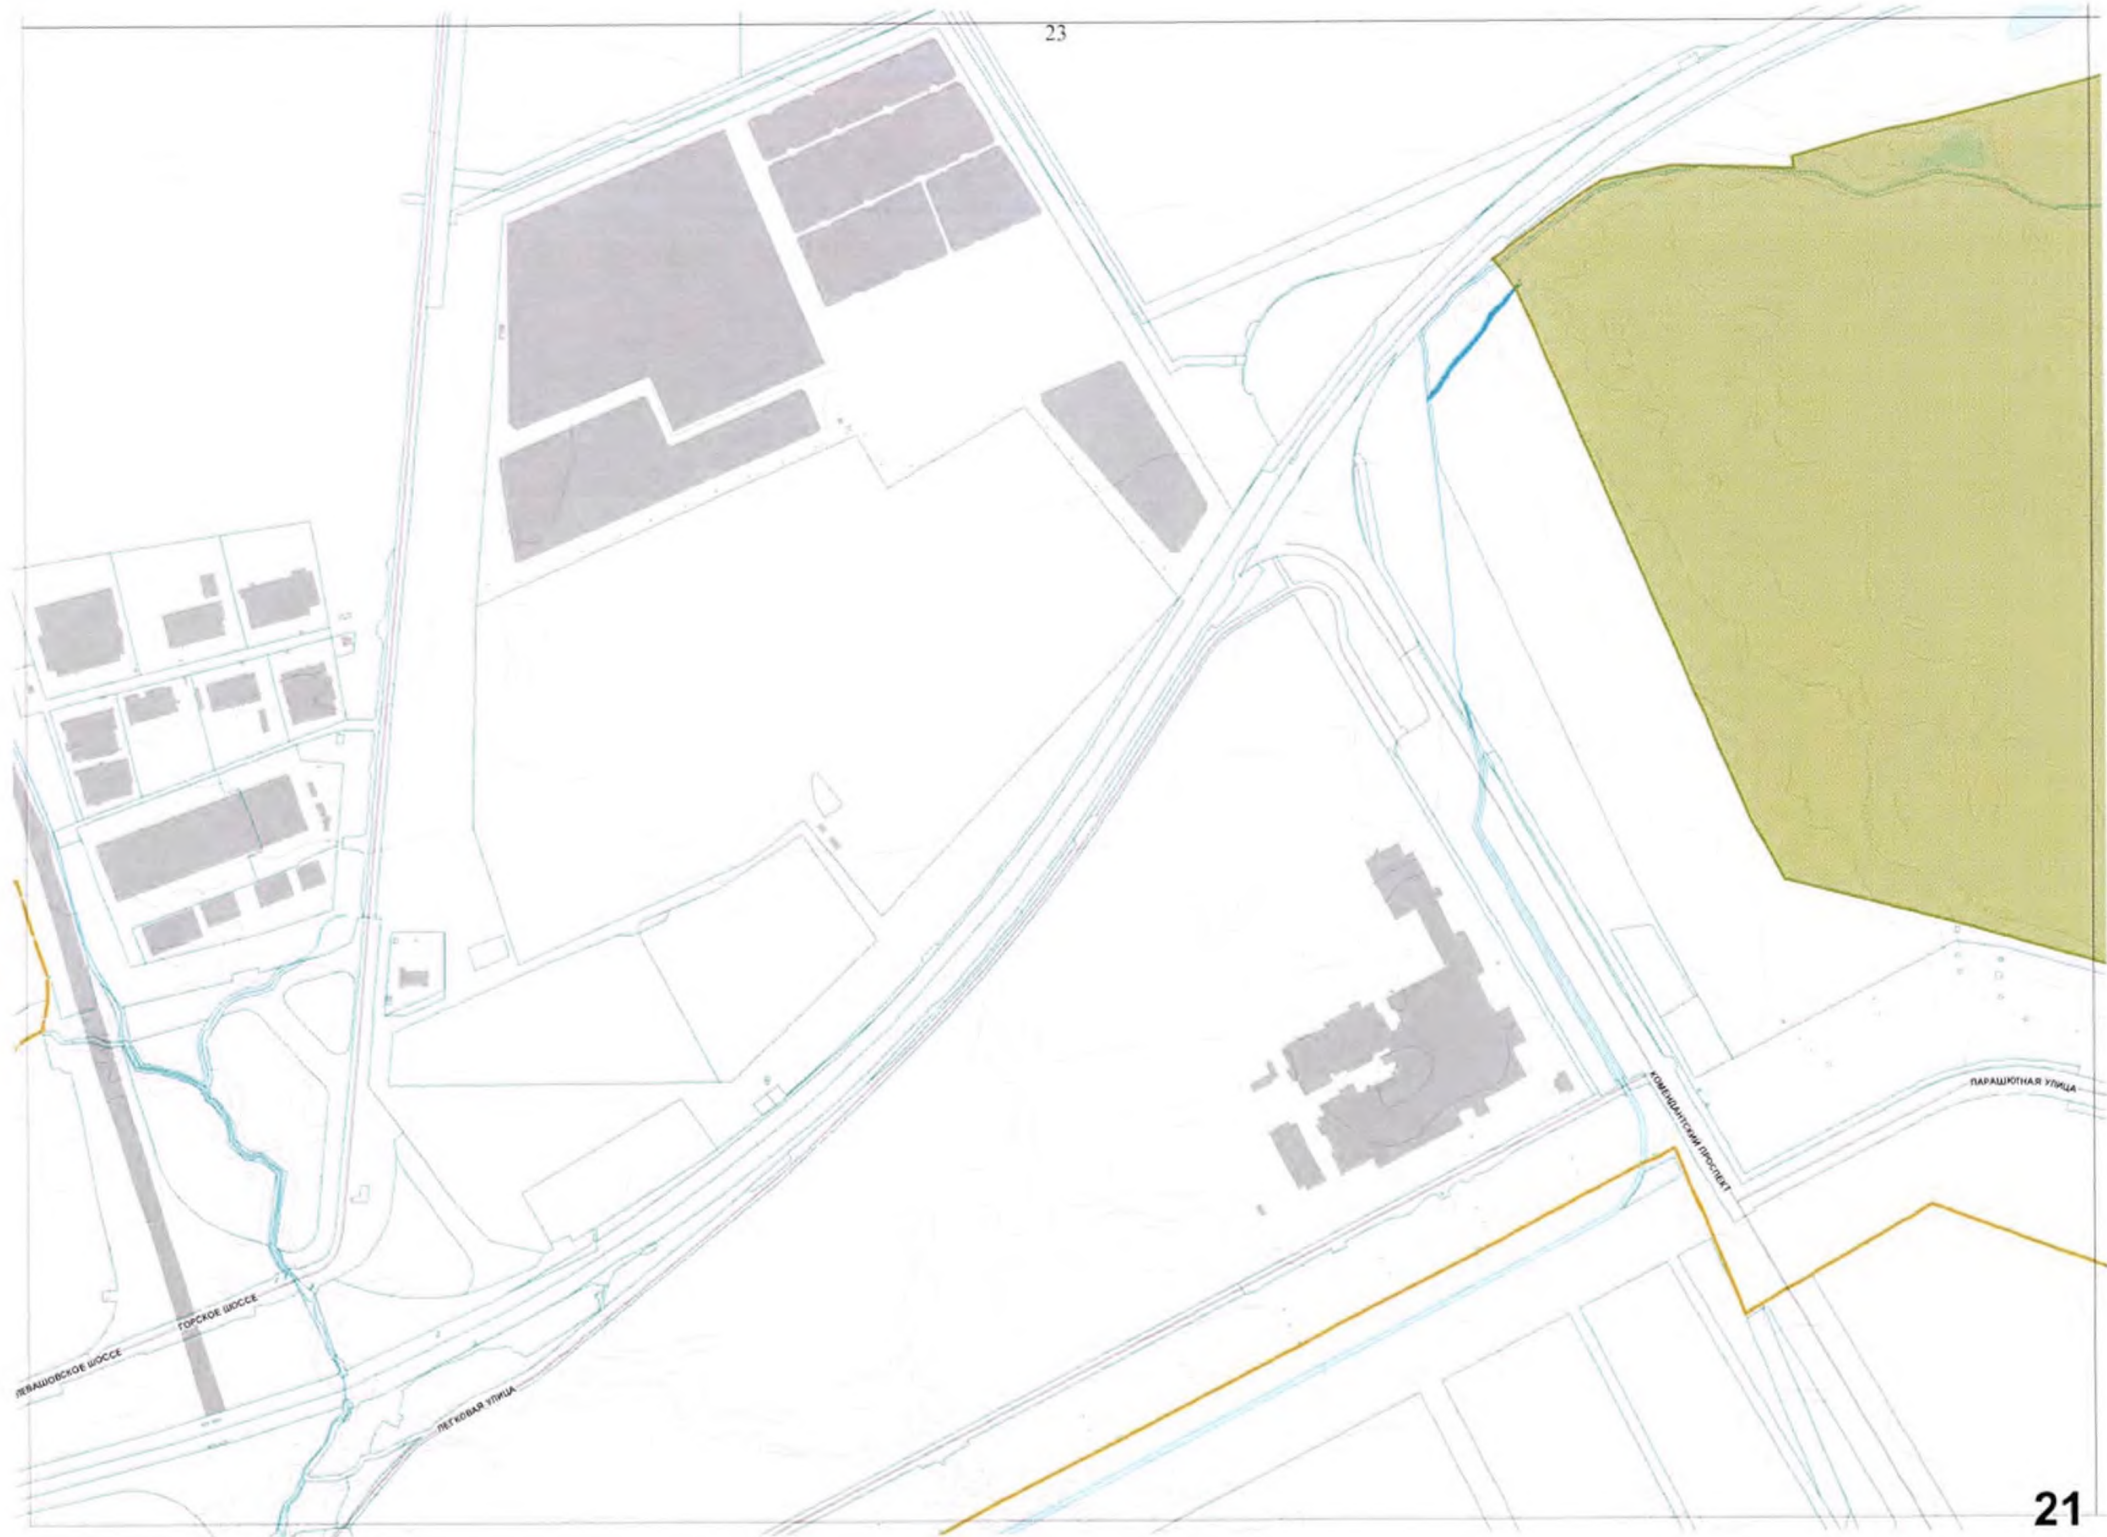 23
ПАРАШЮТНАЯ УЛИЦА
КОМЕНДАНТСКИЙ ПРОСПЕКТ
ГОРСКОЕ ШОССЕ
ЛЕВАШОВСКОЕ ШОССЕ
ЛЕГКОВАЯ УЛИЦА
21